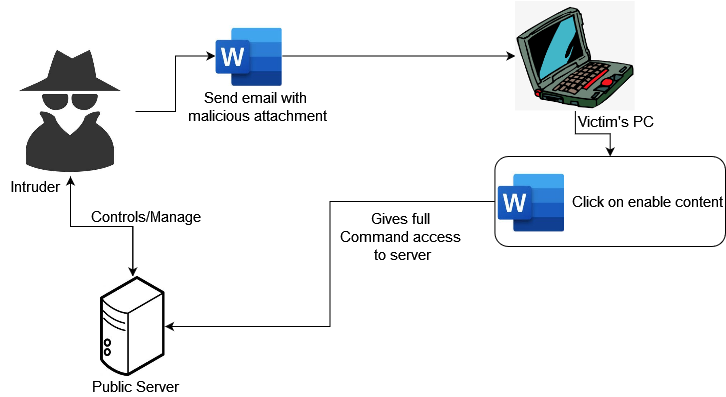 W
Send email with
malicious attachment
Victim's PC
Intruder
W
Click on enable content
Controls/Manage
Gives full
Command access
to server
Public Server